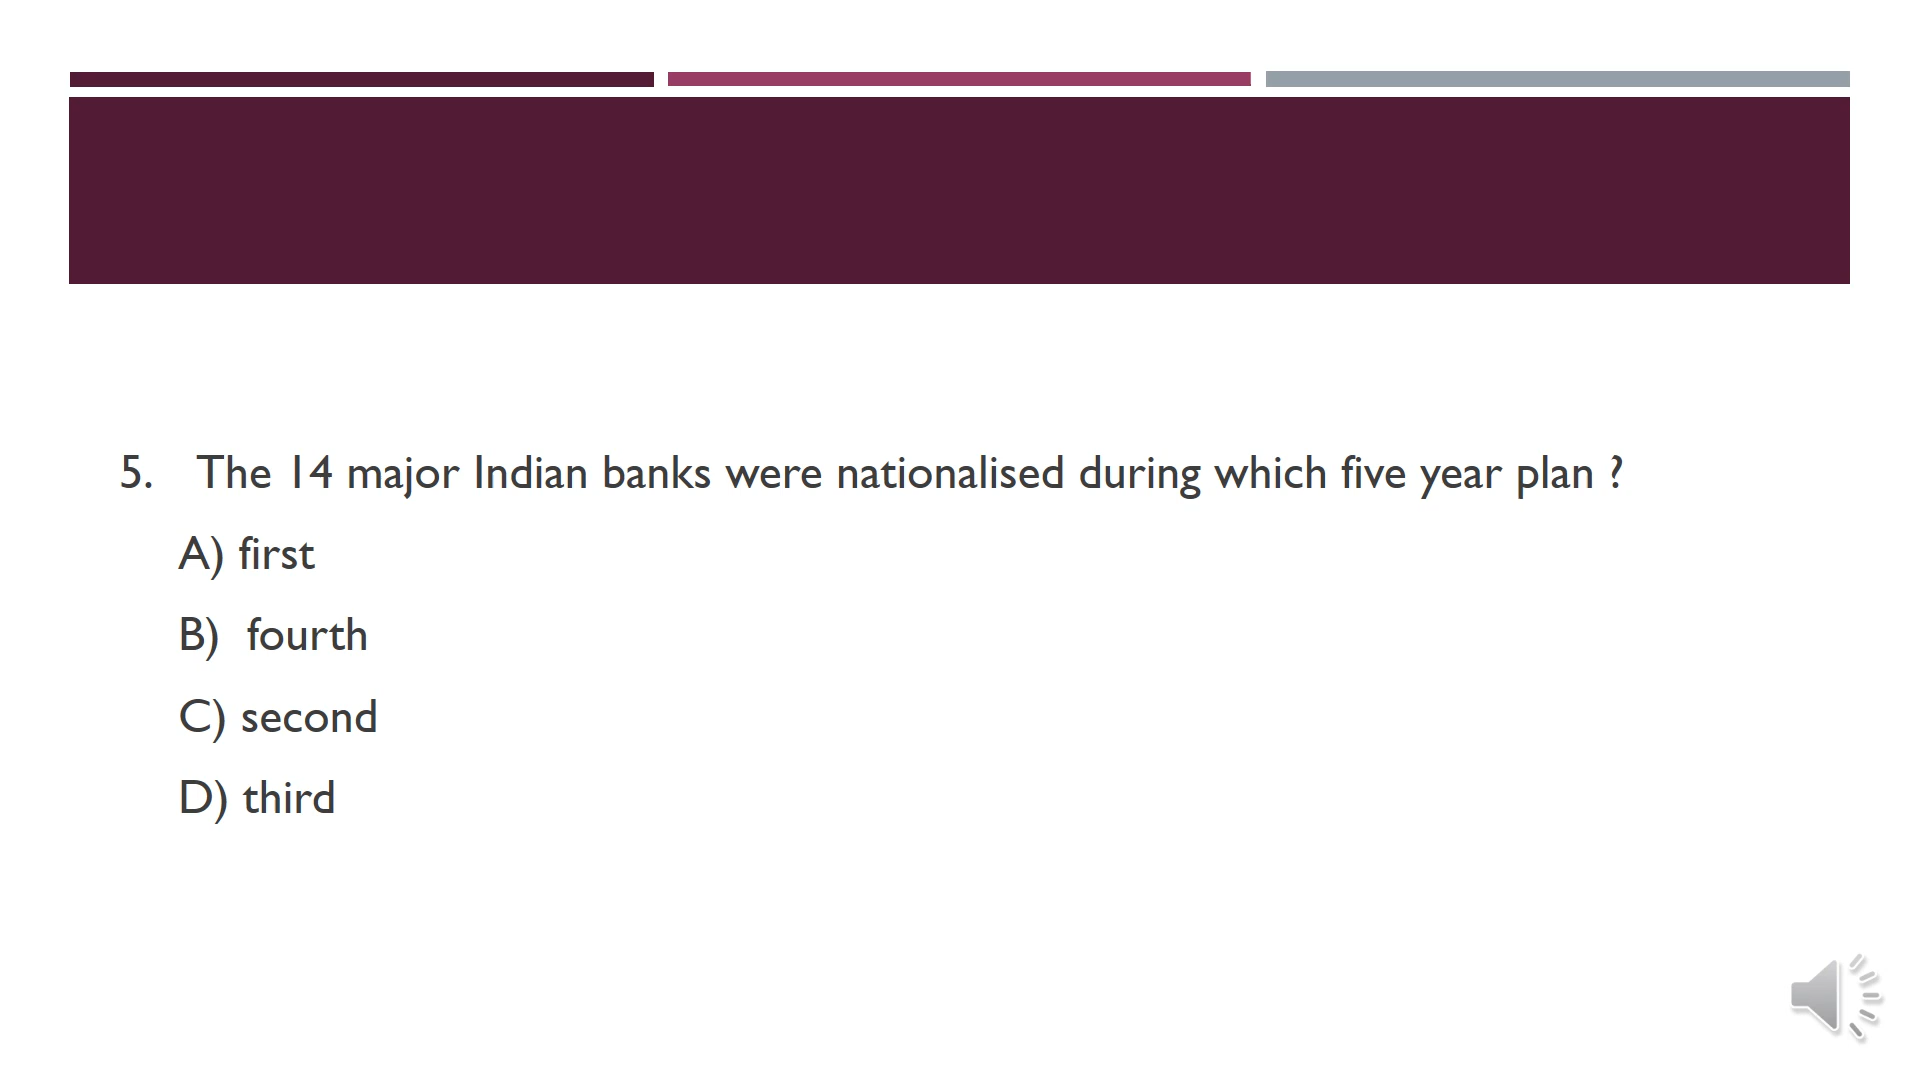 5. The 14 major Indian banks were nationalised during which five year plan ?
A) first
B) fourth
C) second
D) third